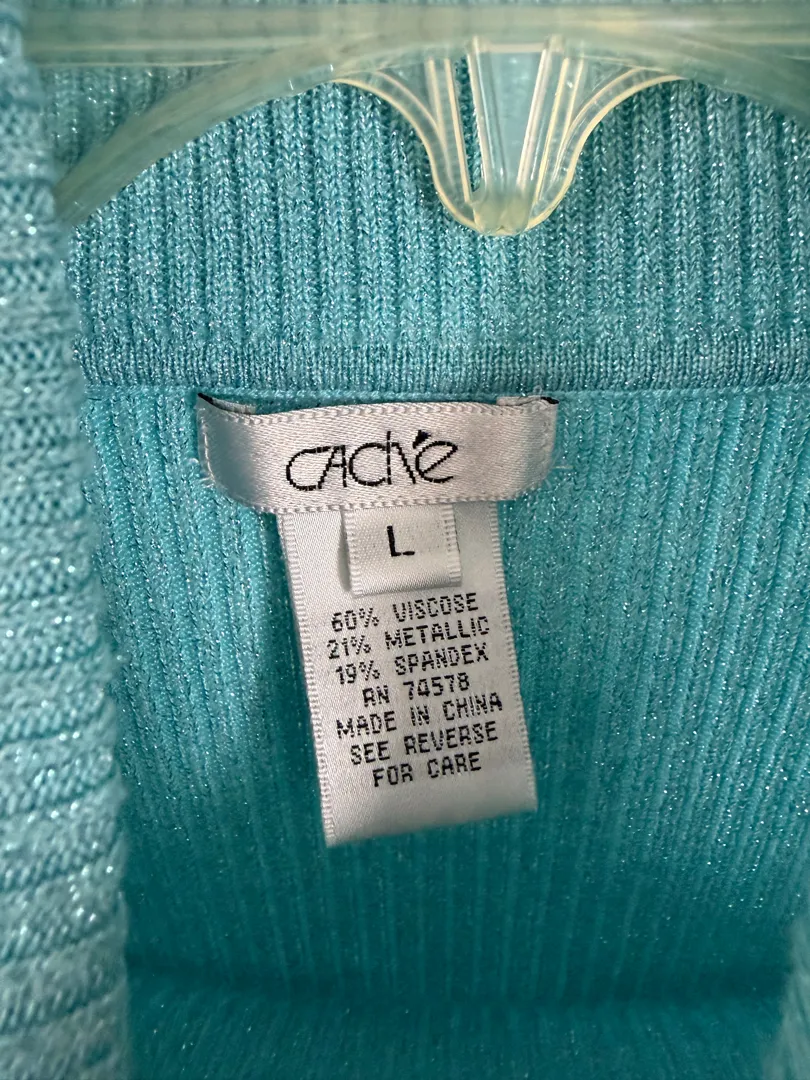 CACHÉ
L
60% VISCOSE
21% METALLIC
19% SPANDEX
RN 74578
MADE IN CHINA
SEE REVERSE
FOR CARE